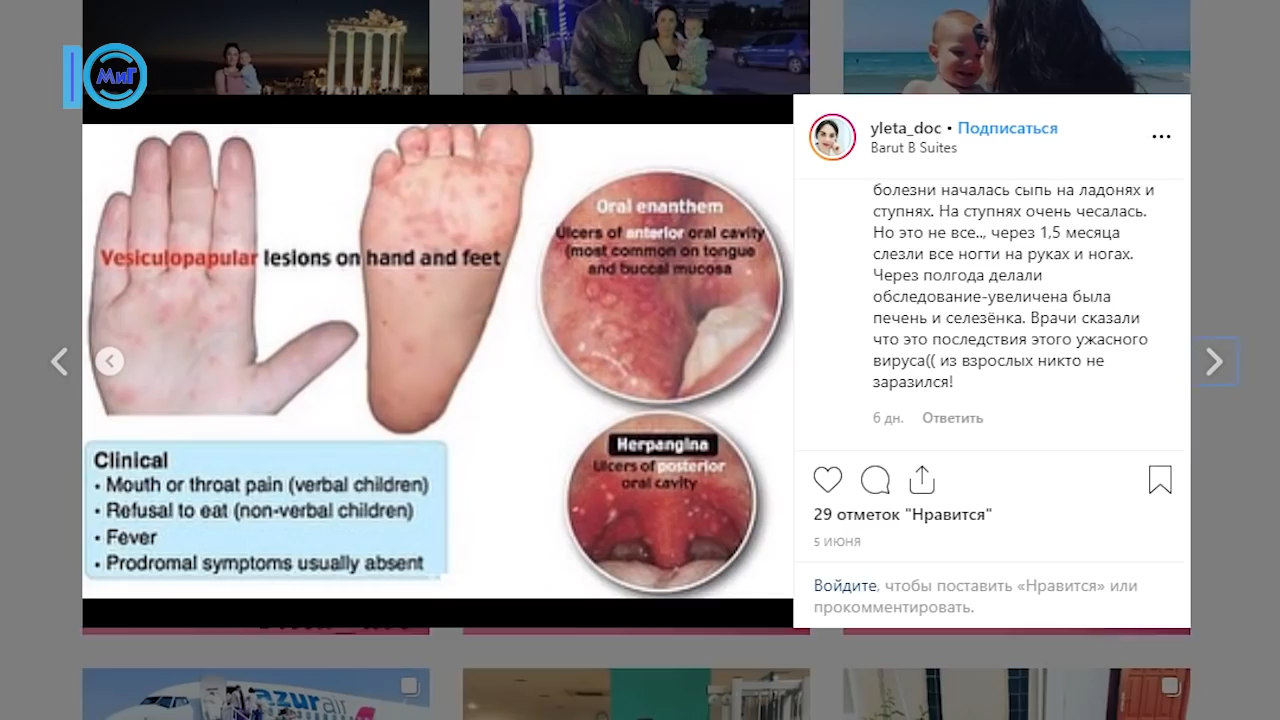 МиГ
yleta_doc • Подписаться
Barut B Suites
Vesiculopapular lesions on hand and feet
Oral enanthem
Ulcers of anterior oral cavity
(most common on tongue
and buccal mucosa
Herpangina
Ulcers of posterior
oral cavity
Clinical
• Mouth or throat pain (verbal children)
• Refusal to eat (non-verbal children)
• Fever
• Prodromal symptoms usually absent
болезни началась сыпь на ладонях и
ступнях. На ступнях очень чесалась.
Но это не все.., через 1,5 месяца
слезли все ногти на руках и ногах.
Через полгода делали
обследование-увеличена была
печень и селезёнка. Врачи сказали
что это последствия этого ужасного
вируса(( из взрослых никто не
заразился!
6 дн. Ответить
29 отметок "Нравится"
5 ИЮНЯ
Войдите, чтобы поставить «Нравится» или
прокомментировать.
azurair